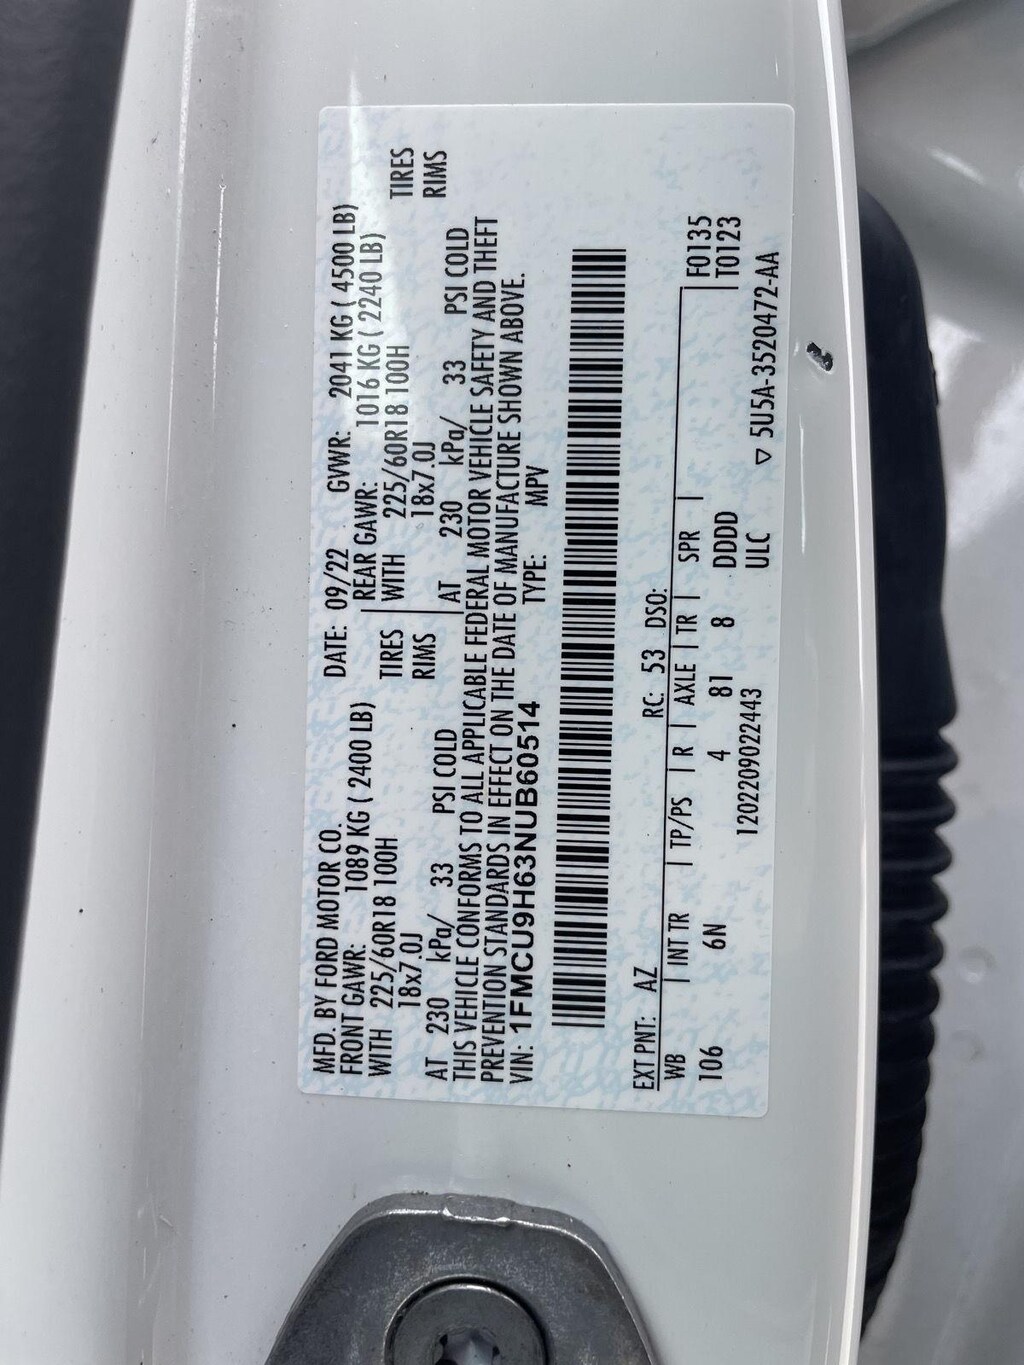 MFD. BY FORD MOTOR CO. DATE: 09/22 GVWR: 2041 KG ( 4500 LB)
FRONT GAWR: 1089 KG ( 2400 LB) REAR GAWR: 1016 KG ( 2240 LB)
WITH 225/60R18 100H TIRES WITH 225/60R18 100H TIRES
18x7.0J RIMS 18x7.0J RIMS
AT 230 kPa/ 33 PSI COLD AT 230 kPa/ 33 PSI COLD
THIS VEHICLE CONFORMS TO ALL APPLICABLE FEDERAL MOTOR VEHICLE SAFETY AND THEFT
PREVENTION STANDARDS IN EFFECT ON THE DATE OF MANUFACTURE SHOWN ABOVE.
VIN: 1FMCU9H63NUB60514 TYPE: MPV
EXT PNT: AZ RC: 53 DSO:
WB | INT TR | TP/PS | R | AXLE | TR | SPR | F0135
106 6N 4 81 8 DDDD T0123
1202209022443 ULC
▽ 5U5A-3520472-AA